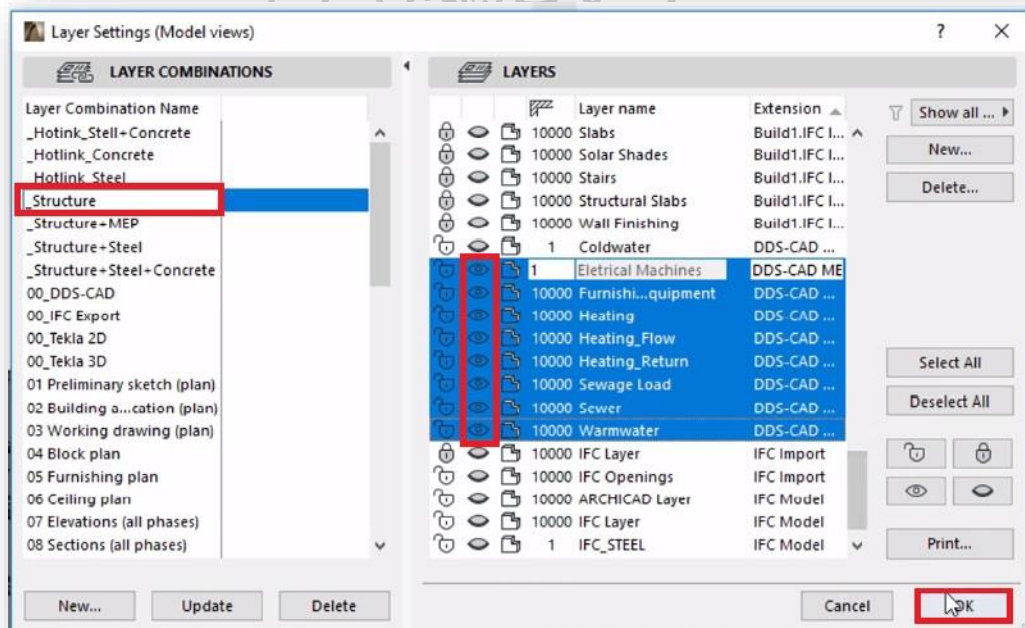 Layer Settings (Model views)
?
LAYER COMBINATIONS
LAYERS
Layer Combination Name
_Hotink_Stell+Concrete
_Hotlink_Concrete
_Hotlink_Steel
_Structure
_Structure+MEP
_Structure+Steel
_Structure+Steel+Concrete
00_DDS-CAD
00_IFC Export
00_Tekla 2D
00_Tekla 3D
01 Preliminary sketch (plan)
02 Building a...cation (plan)
03 Working drawing (plan)
04 Block plan
05 Furnishing plan
06 Ceiling plan
07 Elevations (all phases)
08 Sections (all phases)
New... Update Delete
Layer name Extension
10000 Slabs Build1.IFC I...
10000 Solar Shades Build1.IFC I...
10000 Stairs Build1.IFC I...
10000 Structural Slabs Build1.IFC I...
10000 Wall Finishing Build1.IFC I...
1 Coldwater DDS-CAD ...
1 Eletrical Machines DDS-CAD ME
10000 Furnishi...quipment DDS-CAD ...
10000 Heating DDS-CAD ...
10000 Heating_Flow DDS-CAD ...
10000 Heating_Return DDS-CAD ...
10000 Sewage Load DDS-CAD ...
10000 Sewer DDS-CAD ...
10000 Warmwater DDS-CAD ...
10000 IFC Layer IFC Import
10000 IFC Openings IFC Import
10000 ARCHICAD Layer IFC Model
10000 IFC Layer IFC Model
1 IFC_STEEL IFC Model
Show all ...
New...
Delete...
Select All
Deselect All
Print...
Cancel
OK